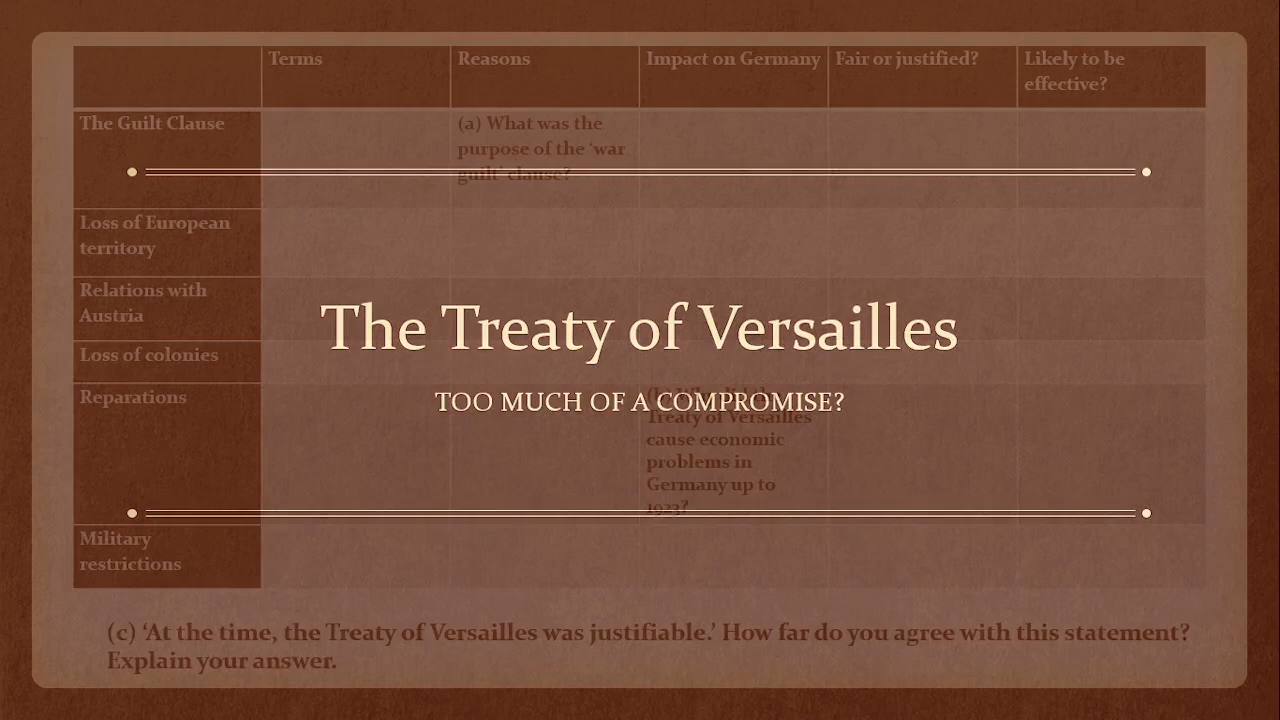 Terms
Reasons
Impact on Germany
Fair or justified?
Likely to be
effective?
The Guilt Clause
(a) What was the
purpose of the ‘war
guilt’ clause?
Loss of European
territory
Relations with
Austria
The Treaty of Versailles
Loss of colonies
Reparations
TOO MUCH OF A COMPROMISE?
Treaty of Versailles
cause economic
problems in
Germany up to
1923?
Military
restrictions
(c) ‘At the time, the Treaty of Versailles was justifiable.’ How far do you agree with this statement?
Explain your answer.